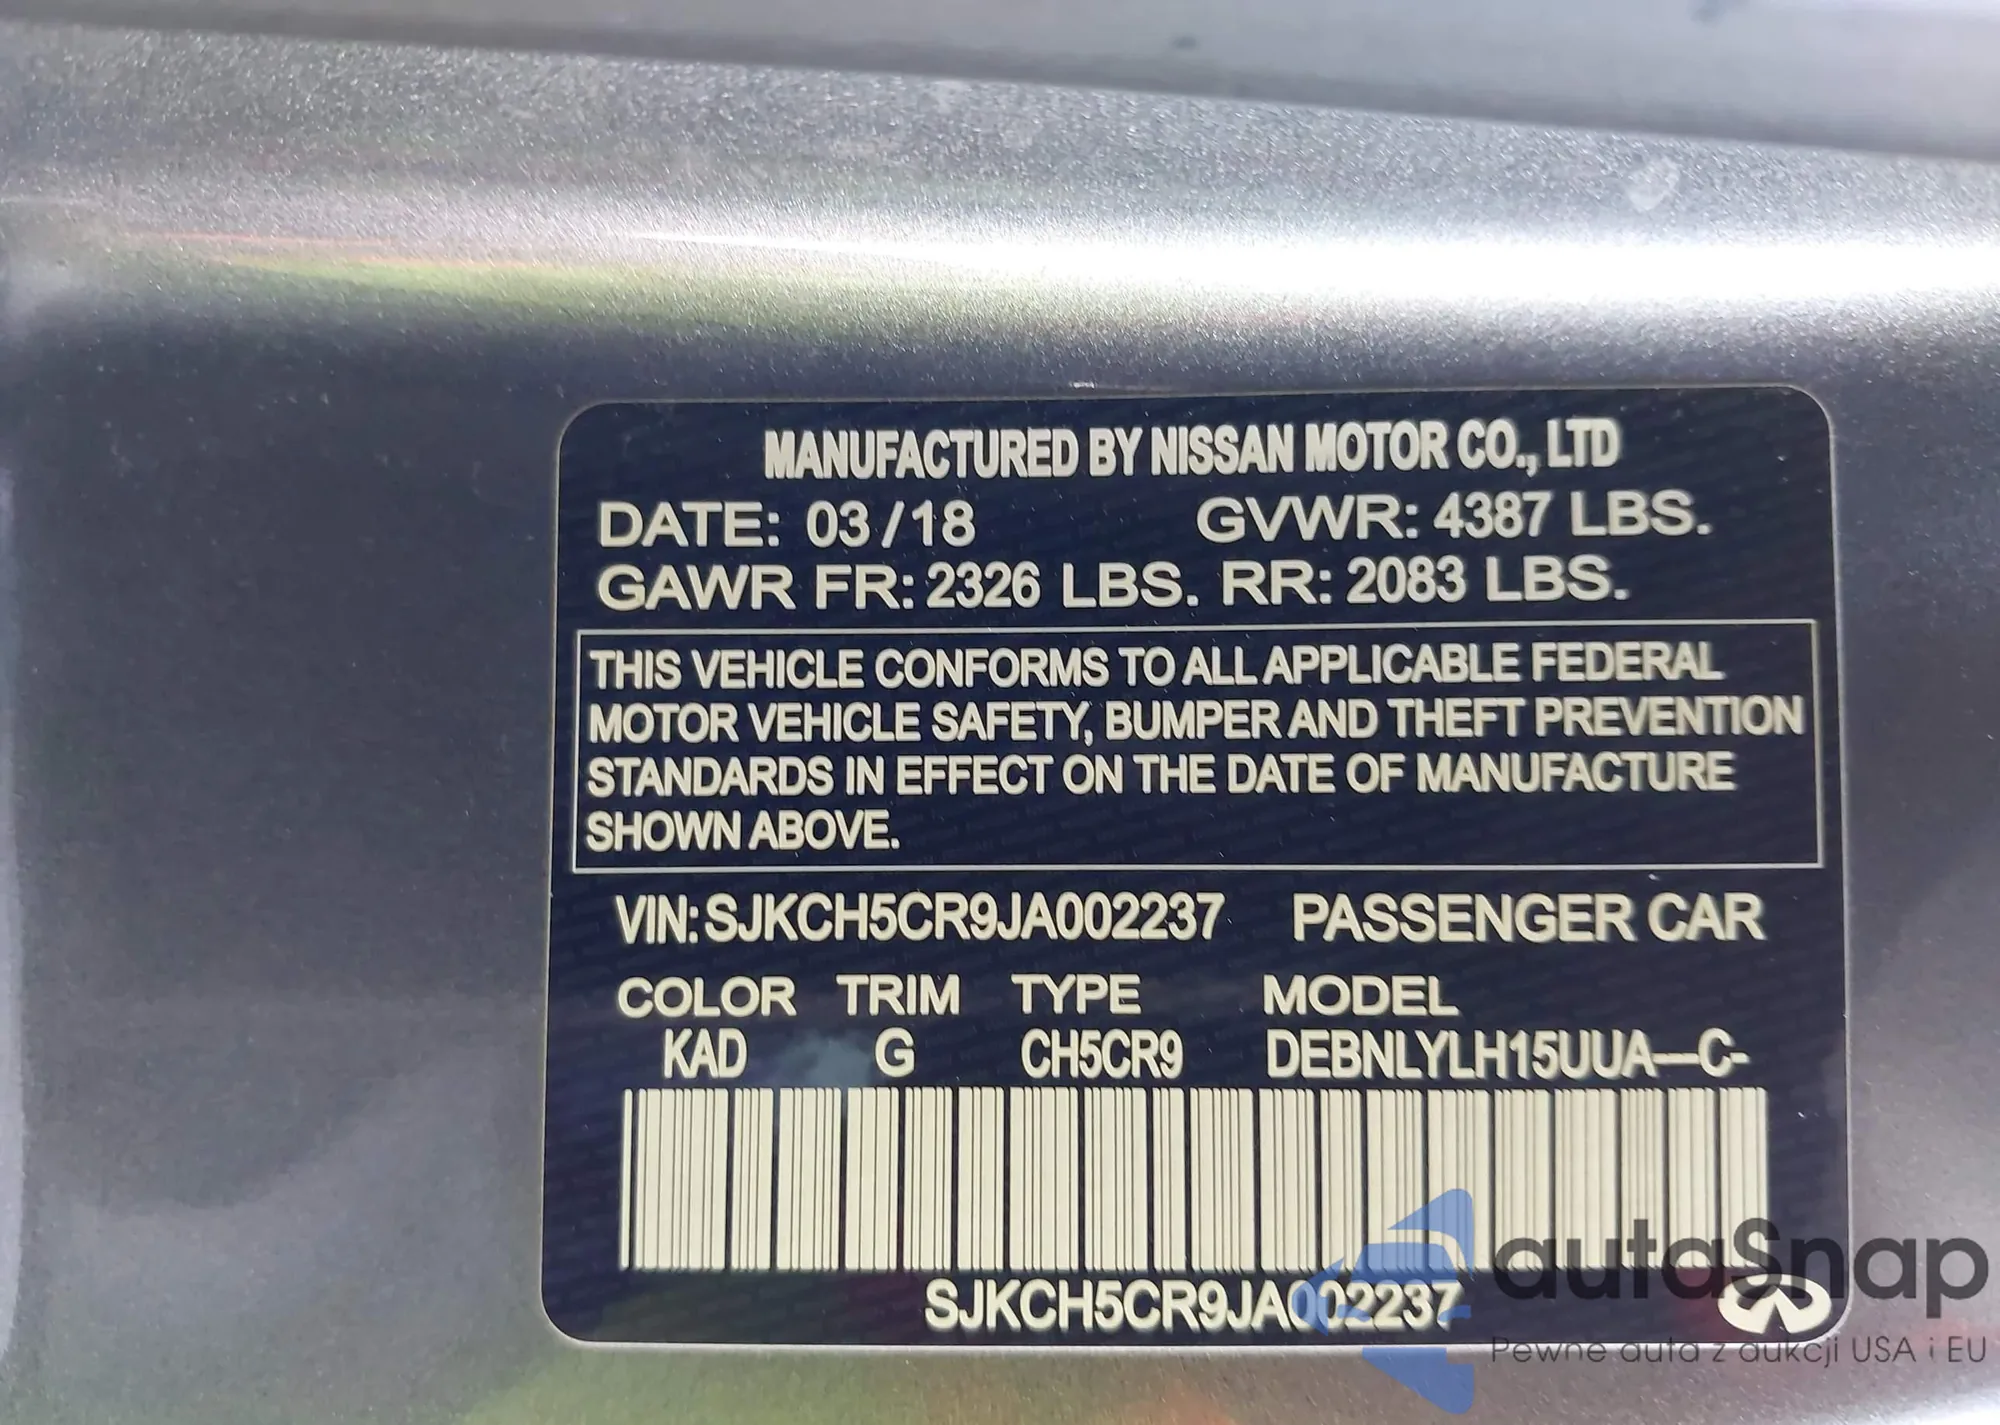 MANUFACTURED BY NISSAN MOTOR CO., LTD
DATE: 03/18 GVWR: 4387 LBS.
GAWR FR: 2326 LBS. RR: 2083 LBS.
THIS VEHICLE CONFORMS TO ALL APPLICABLE FEDERAL
MOTOR VEHICLE SAFETY, BUMPER AND THEFT PREVENTION
STANDARDS IN EFFECT ON THE DATE OF MANUFACTURE
SHOWN ABOVE.
VIN: SJKCH5CR9JA002237 PASSENGER CAR
COLOR TRIM TYPE MODEL
KAD G CH5CR9 DEBNLYLH15UUA—C-
SJKCH5CR9JA002237
autaSnap
Pewne auta z aukcji USA i EU